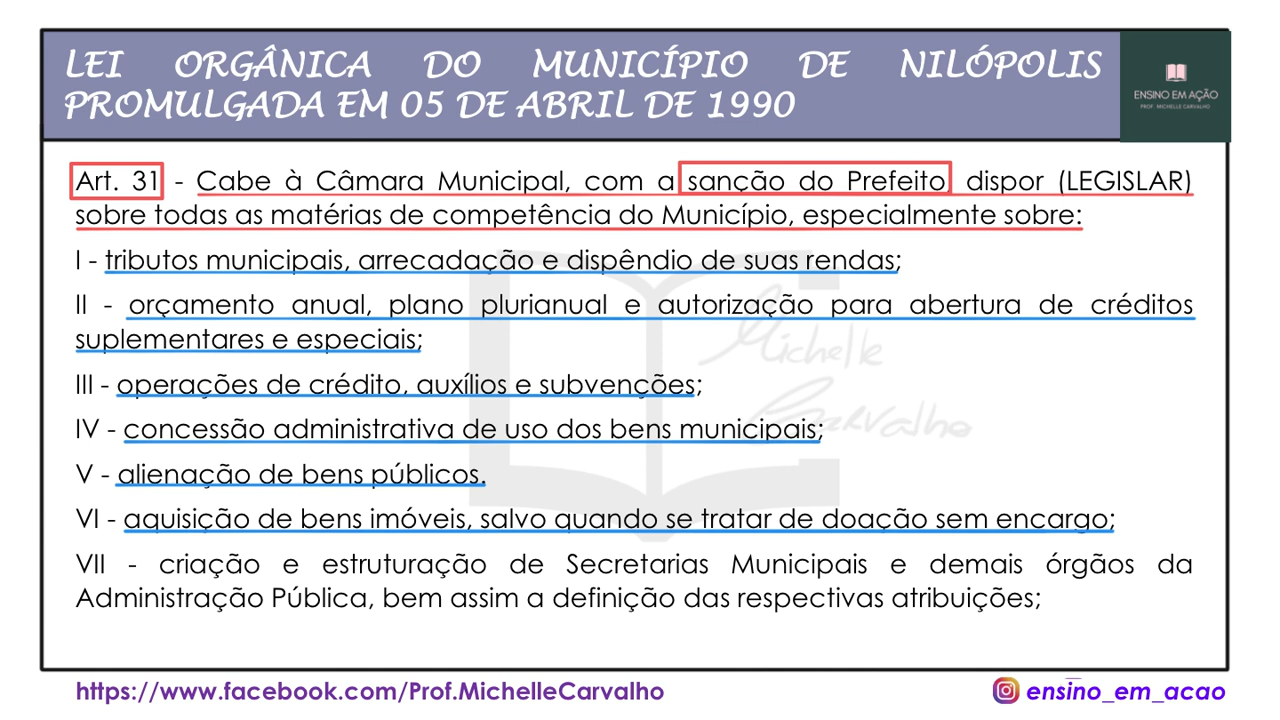 LEI ORGÂNICA DO MUNICÍPIO DE NILÓPOLIS
PROMULGADA EM 05 DE ABRIL DE 1990
ENSINO EM AÇÃO
PROF. MICHELLE CARVALHO
Art. 31 - Cabe à Câmara Municipal, com a sanção do Prefeito, dispor (LEGISLAR)
sobre todas as matérias de competência do Município, especialmente sobre:
I - tributos municipais, arrecadação e dispêndio de suas rendas;
II - orçamento anual, plano plurianual e autorização para abertura de créditos
suplementares e especiais;
III - operações de crédito, auxílios e subvenções;
IV - concessão administrativa de uso dos bens municipais;
V - alienação de bens públicos.
VI - aquisição de bens imóveis, salvo quando se tratar de doação sem encargo;
VII - criação e estruturação de Secretarias Municipais e demais órgãos da
Administração Pública, bem assim a definição das respectivas atribuições;
Michelle
Carvalho
https://www.facebook.com/Prof.MichelleCarvalho
ensino_em_acao